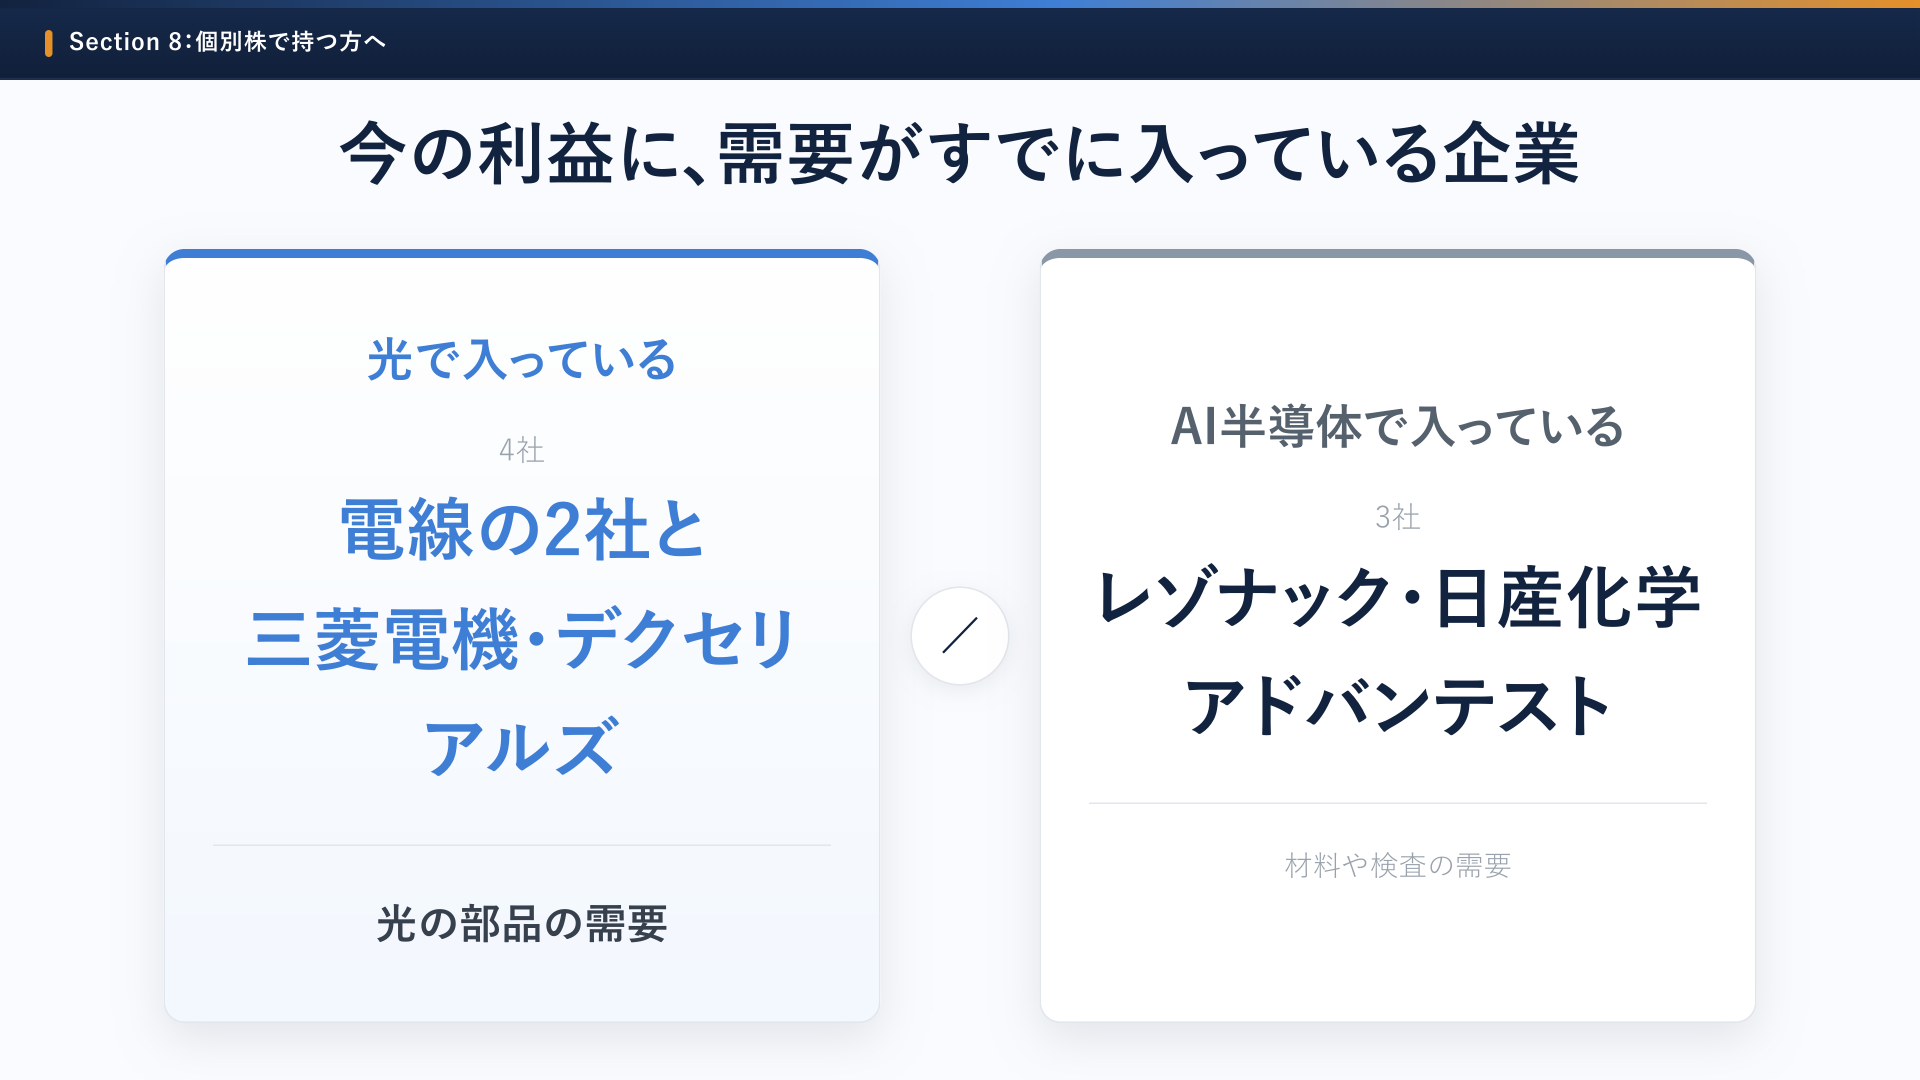 Section 8：個別株で持つ方へ
今の利益に、需要がすでに入っている企業
光で入っている
4社
電線の2社と
三菱電機・デクセリ
アルズ
光の部品の需要
／
AI半導体で入っている
3社
レゾナック・日産化学
アドバンテスト
材料や検査の需要